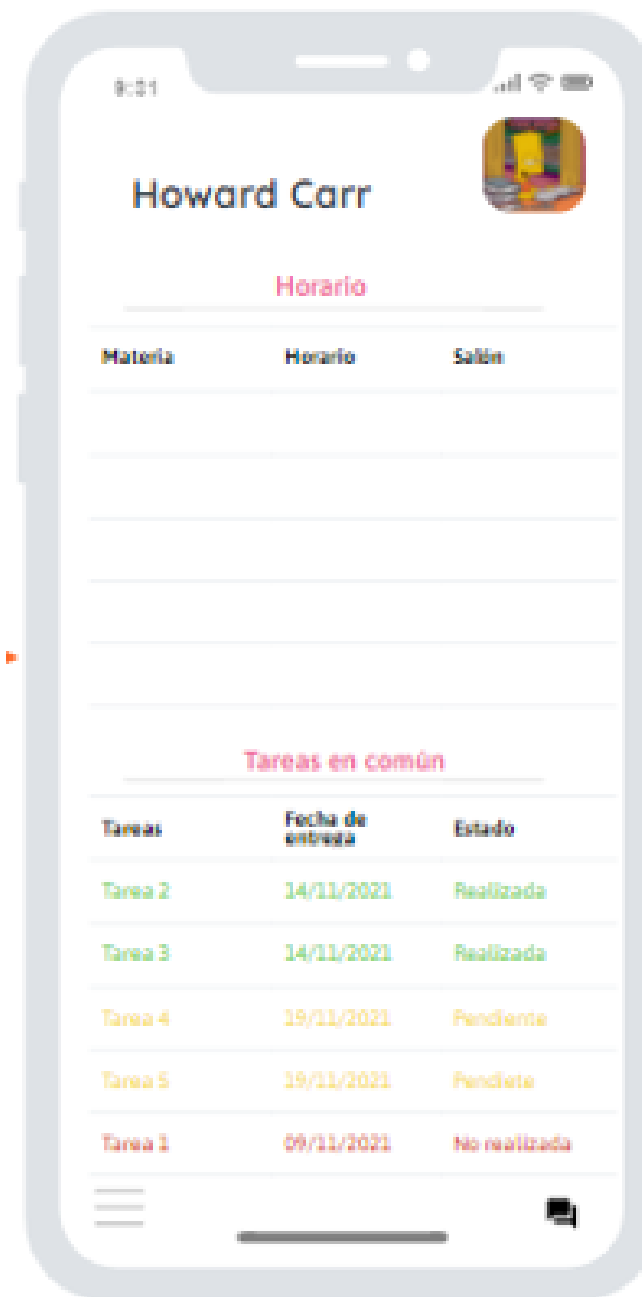 9:21
Howard Carr
Horario
Materia Horario Salón
Tareas en común
Tareas Fecha de entrega Estado
Tarea 2 14/11/2021 Realizada
Tarea 3 14/11/2021 Realizada
Tarea 4 19/11/2021 Pendiente
Tarea 5 19/11/2021 Pendiete
Tarea 1 09/11/2021 No realizada